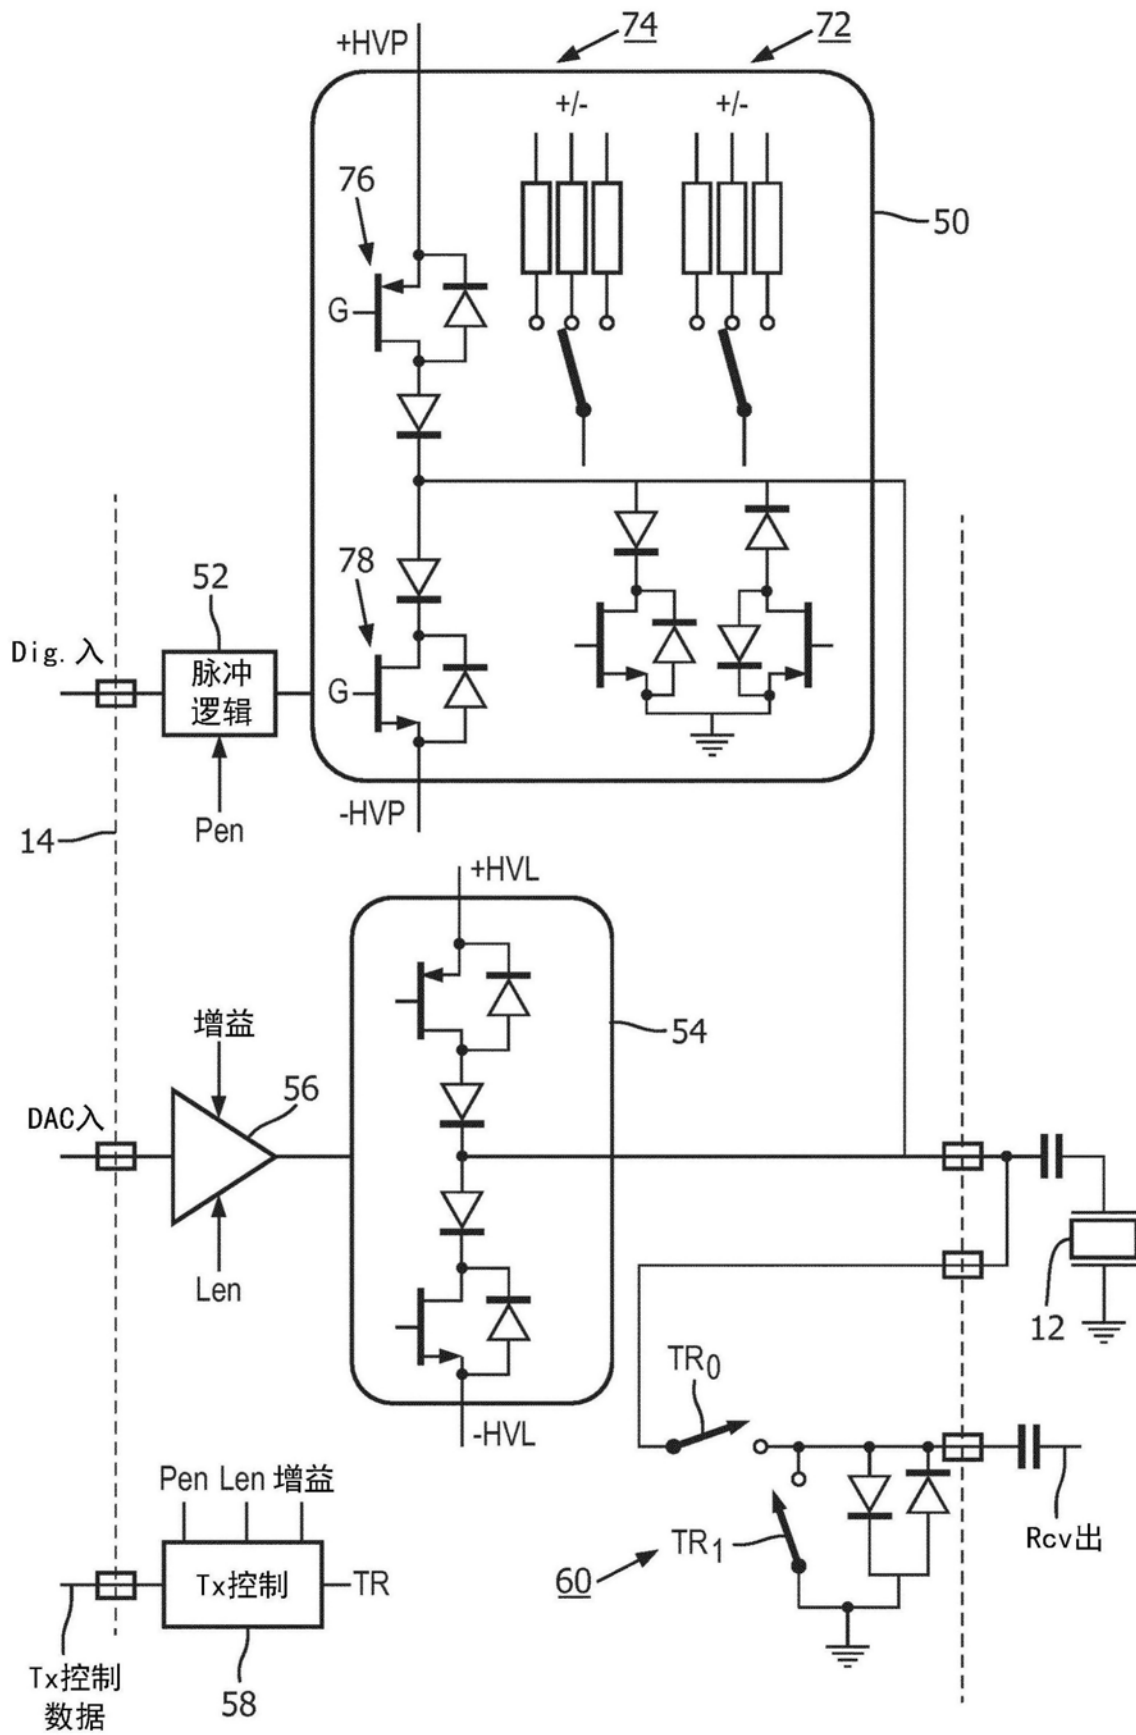 74
72
+HVP
+/-
+/-
76
50
G
78
52
Dig. 入
脉冲
逻辑
G
-HVP
Pen
14
+HVL
54
增益
56
DAC入
Len
12
TR0
-HVL
Pen Len 增益
TR1
Rcv出
60
Tx控制
TR
Tx控制
数据
58